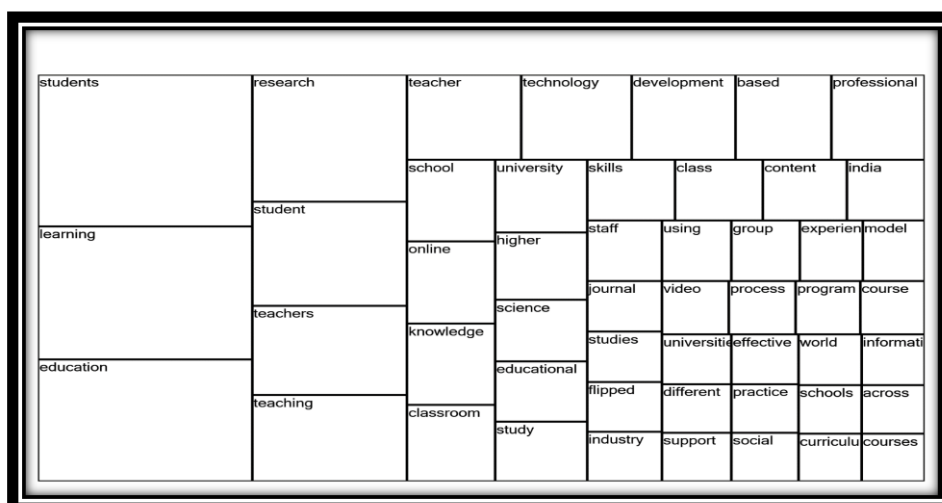 students research teacher technology development based professional
school university skills class content india
student
learning staff using group experien model
higher
online
journal video process program course
science
teachers
knowledge studies universitie effective world informati
education educational
flipped different practice schools across
teaching
classroom
study
industry support social curriculu courses